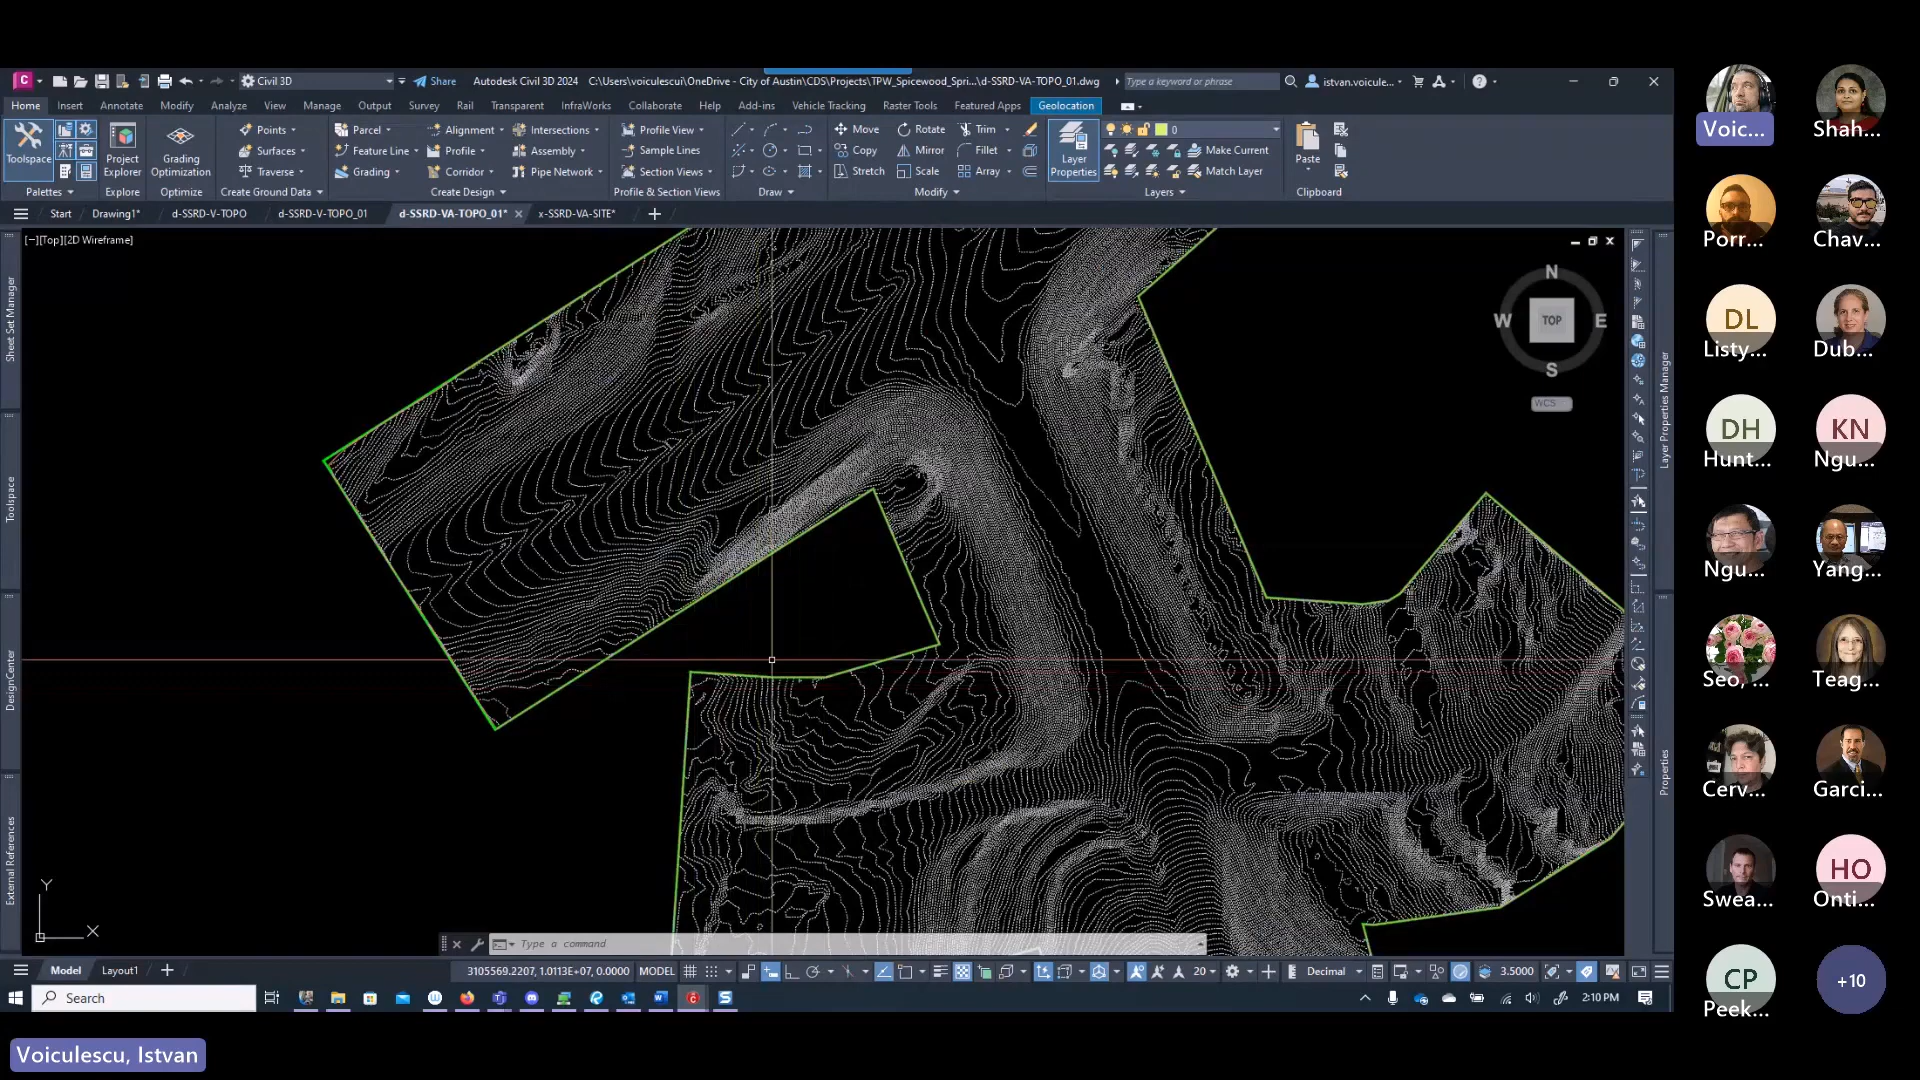 C
Civil 3D
Share
Autodesk Civil 3D 2024 C:\Users\voiculescui\OneDrive - City of Austin\CDS\Projects\TPW_Spicewood_Spri...\d-SSRD-VA-TOPO_01.dwg
Type a keyword or phrase
istvan.voicule...
Home Insert Annotate Modify Analyze View Manage Output Survey Rail Transparent InfraWorks Collaborate Help Add-ins Vehicle Tracking Raster Tools Featured Apps Geolocation
Toolspace
Project Explorer
Grading Optimization
Points
Surfaces
Traverse
Parcel
Feature Line
Grading
Alignment
Profile
Corridor
Intersections
Assembly
Pipe Network
Profile View
Sample Lines
Section Views
Move
Copy
Stretch
Rotate
Mirror
Scale
Trim
Fillet
Array
Layer Properties
0
Make Current
Match Layer
Paste
Palettes Explore Optimize Create Ground Data Create Design Profile & Section Views Draw Modify Layers Clipboard
Start Drawing1* d-SSRD-V-TOPO d-SSRD-V-TOPO_01 d-SSRD-VA-TOPO_01* x-SSRD-VA-SITE*
[−][Top][2D Wireframe]
Sheet Set Manager
Toolspace
DesignCenter
External References
N
W TOP E
S
WCS
Layer Properties Manager
Properties
Y
X
Type a command
Model Layout1
3105569.2207, 1.0113E+07, 0.0000 MODEL
20
Decimal
3.5000
Search
2:10 PM
Voic...
Shah...
Porr...
Chav...
DL
Listy...
Dub...
DH
Hunt...
KN
Ngu...
Ngu...
Yang...
Seo, ...
Teag...
Cerv...
Garci...
Swea...
HO
Onti...
CP
Peek...
+10
Voiculescu, Istvan